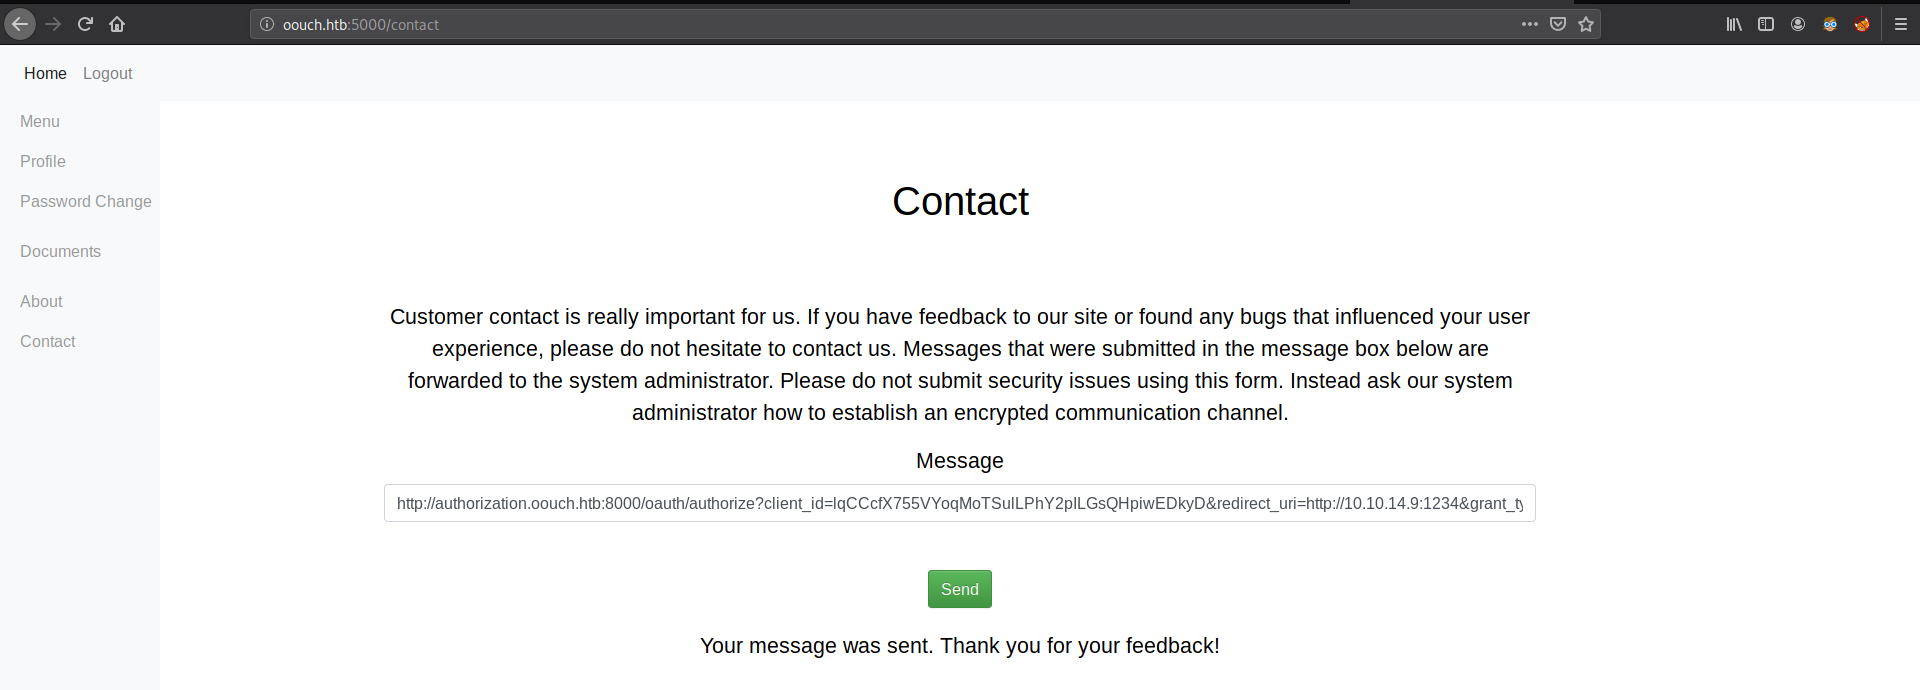 oouch.htb:5000/contact
Home Logout
Menu
Profile
Password Change
Documents
About
Contact
Contact
Customer contact is really important for us. If you have feedback to our site or found any bugs that influenced your user
experience, please do not hesitate to contact us. Messages that were submitted in the message box below are
forwarded to the system administrator. Please do not submit security issues using this form. Instead ask our system
administrator how to establish an encrypted communication channel.
Message
http://authorization.oouch.htb:8000/oauth/authorize?client_id=lqCCcfX755VYoqMoTSulLPhY2pILGsQHpiwEDkyD&redirect_uri=http://10.10.14.9:1234&grant_ty
Send
Your message was sent. Thank you for your feedback!